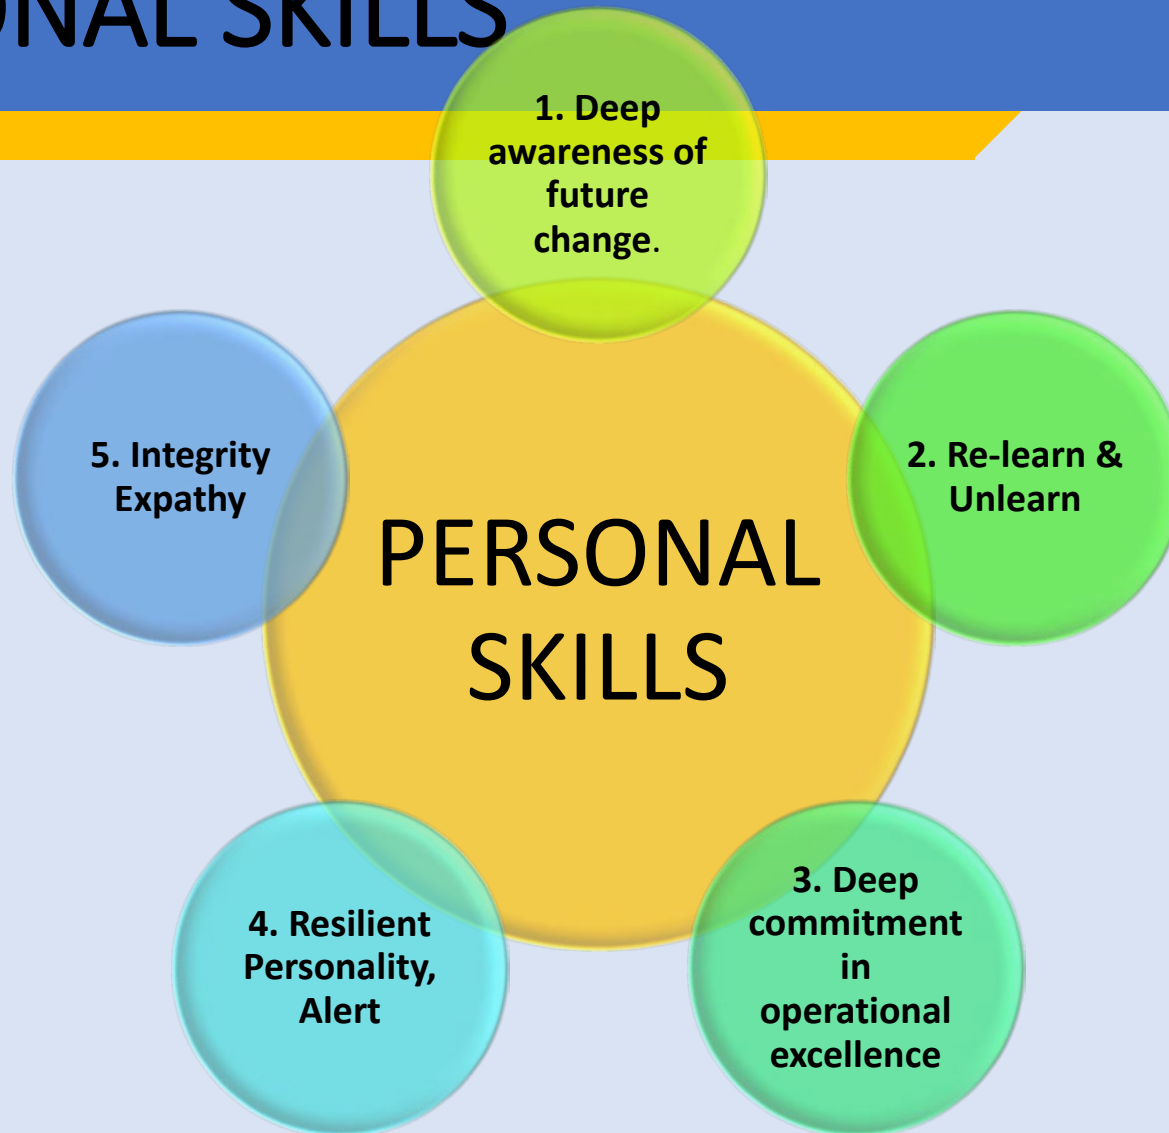 ONAL SKILLS
1. Deep
awareness of
future
change.
2. Re-learn &
Unlearn
3. Deep
commitment
in
operational
excellence
4. Resilient
Personality,
Alert
5. Integrity
Expathy
PERSONAL
SKILLS